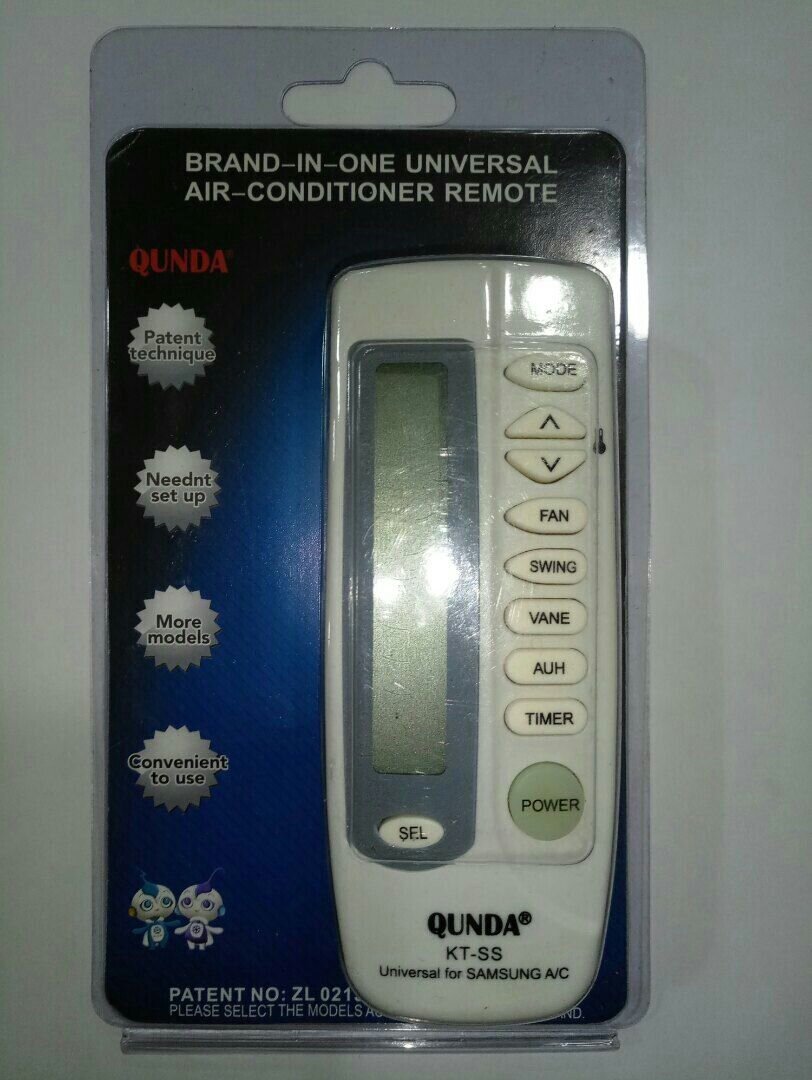 BRAND–IN–ONE UNIVERSAL
AIR–CONDITIONER REMOTE
QUNDA®
Patent
technique
Neednt
set up
More
models
Convenient
to use
MODE
FAN
SWING
VANE
AUH
TIMER
POWER
SEL
QUNDA®
KT-SS
Universal for SAMSUNG A/C
PATENT NO: ZL
PLEASE SELECT THE MODELS